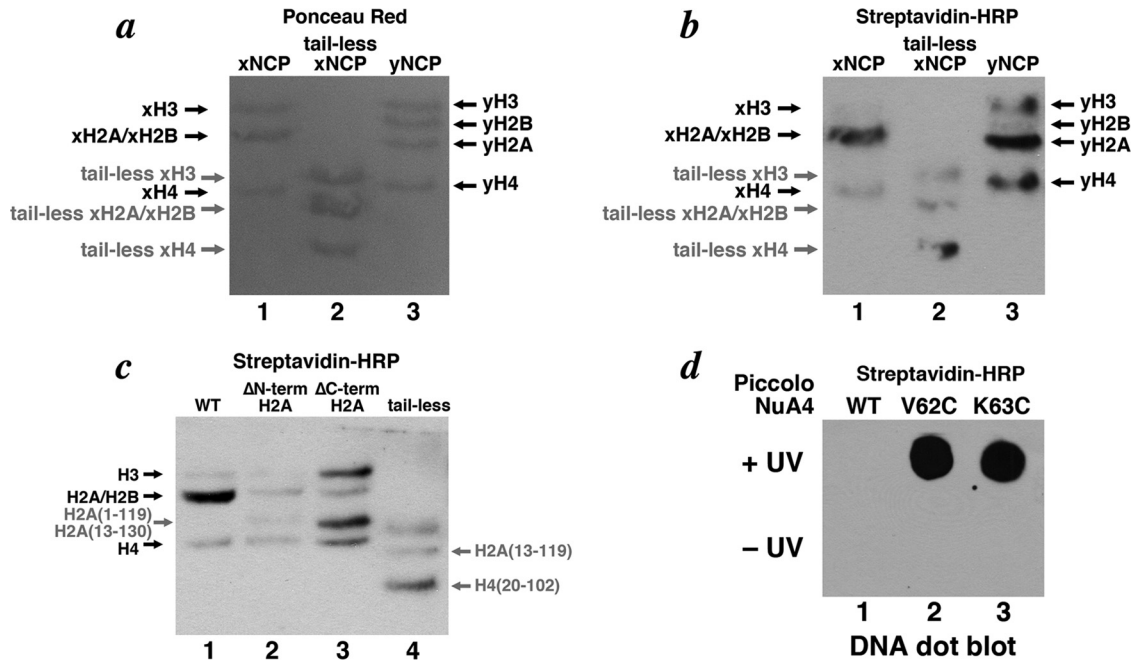 a
Ponceau Red
tail-less
xNCP xNCP yNCP
xH3
xH2A/xH2B
tail-less xH3
xH4
tail-less xH2A/xH2B
tail-less xH4
yH3
yH2B
yH2A
yH4
1 2 3
b
Streptavidin-HRP
tail-less
xNCP xNCP yNCP
xH3
xH2A/xH2B
tail-less xH3
xH4
tail-less xH2A/xH2B
tail-less xH4
yH3
yH2B
yH2A
yH4
1 2 3
c
Streptavidin-HRP
ΔN-term ΔC-term
WT H2A H2A tail-less
H3
H2A/H2B
H2A(1-119)
H2A(13-130)
H4
H2A(13-119)
H4(20-102)
1 2 3 4
d
Piccolo Streptavidin-HRP
NuA4 WT V62C K63C
+ UV
– UV
1 2 3
DNA dot blot